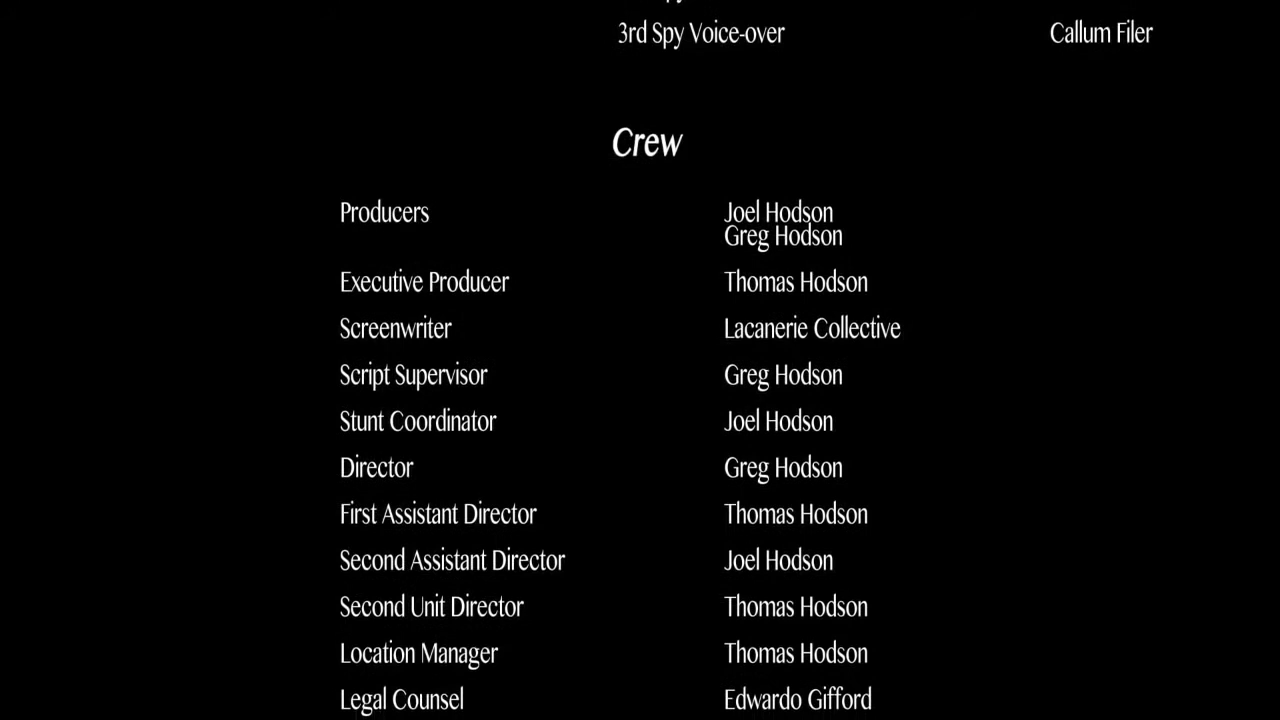 3rd Spy Voice-over Callum Filer
Crew
Producers Joel Hodson
Greg Hodson
Executive Producer Thomas Hodson
Screenwriter Lacanerie Collective
Script Supervisor Greg Hodson
Stunt Coordinator Joel Hodson
Director Greg Hodson
First Assistant Director Thomas Hodson
Second Assistant Director Joel Hodson
Second Unit Director Thomas Hodson
Location Manager Thomas Hodson
Legal Counsel Edwardo Gifford